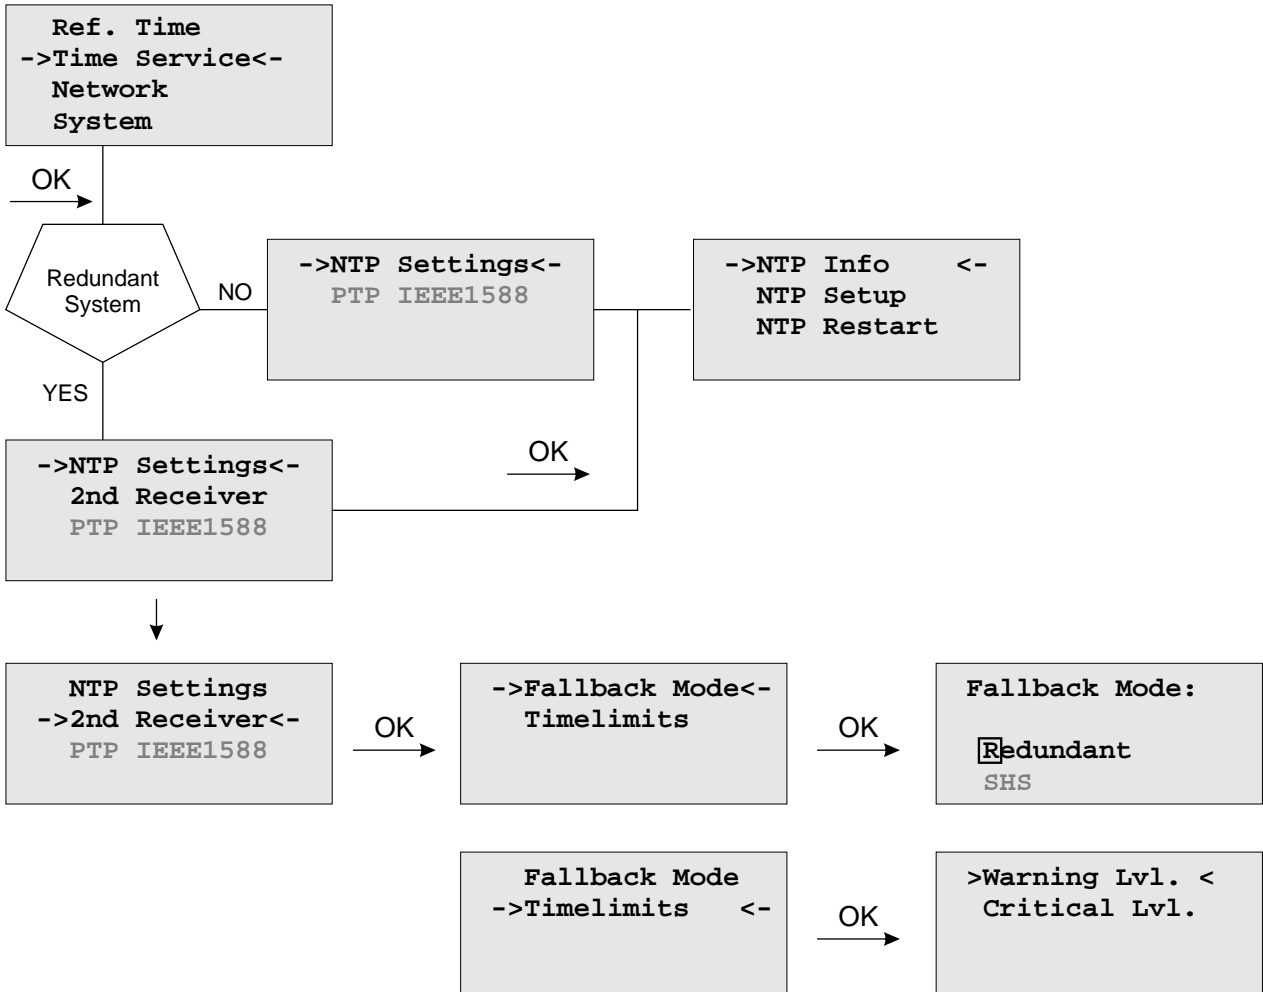 Ref. Time
->Time Service<-
Network
System
OK
Redundant
System
NO
->NTP Settings<-
PTP IEEE1588
->NTP Info <-
NTP Setup
NTP Restart
YES
->NTP Settings<-
2nd Receiver
PTP IEEE1588
OK
NTP Settings
->2nd Receiver<-
PTP IEEE1588
OK
->Fallback Mode<-
Timelimits
OK
Fallback Mode:
Redundant
SHS
Fallback Mode
->Timelimits <-
OK
>Warning Lvl. <
Critical Lvl.